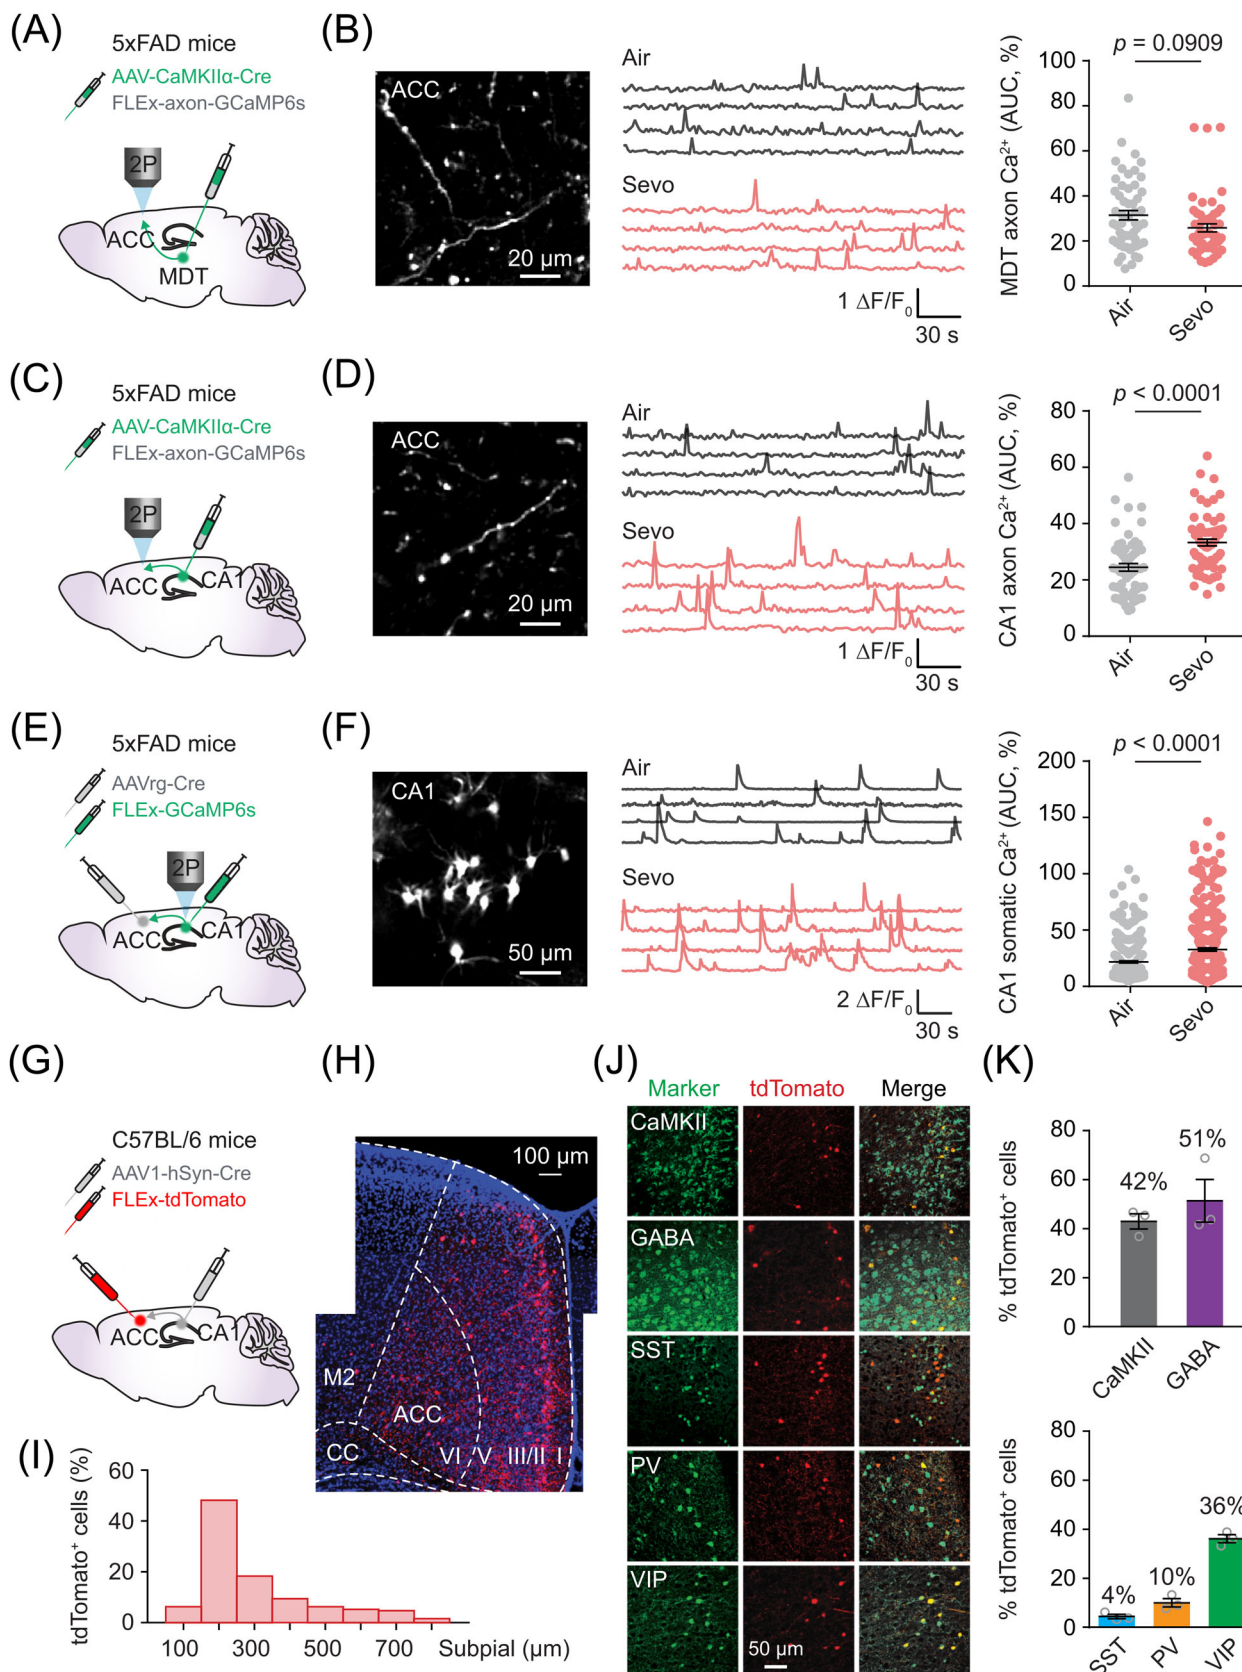 (A)
5xFAD mice
AAV-CaMKIIα-Cre
FLEx-axon-GCaMP6s
2P
ACC
MDT
(B)
ACC
20 μm
Air
Sevo
1 ΔF/F0
30 s
p = 0.0909
MDT axon Ca²⁺ (AUC, %)
100
80
60
40
20
0
Air
Sevo
(C)
5xFAD mice
AAV-CaMKIIα-Cre
FLEx-axon-GCaMP6s
2P
ACC
CA1
(D)
ACC
20 μm
Air
Sevo
1 ΔF/F0
30 s
p < 0.0001
CA1 axon Ca²⁺ (AUC, %)
80
60
40
20
0
Air
Sevo
(E)
5xFAD mice
AAVrg-Cre
FLEx-GCaMP6s
2P
ACC
CA1
(F)
CA1
50 μm
Air
Sevo
2 ΔF/F0
30 s
p < 0.0001
CA1 somatic Ca²⁺ (AUC, %)
200
150
100
50
0
Air
Sevo
(G)
C57BL/6 mice
AAV1-hSyn-Cre
FLEx-tdTomato
ACC
CA1
(H)
100 μm
M2
ACC
CC
VI
V
III/II
I
(I)
tdTomato⁺ cells (%)
60
40
20
0
100
300
500
700
Subpial (μm)
(J)
Marker
tdTomato
Merge
CaMKII
GABA
SST
PV
VIP
50 μm
(K)
% tdTomato⁺ cells
80
60
40
20
0
42%
51%
CaMKII
GABA
% tdTomato⁺ cells
80
60
40
20
0
4%
10%
36%
SST
PV
VIP